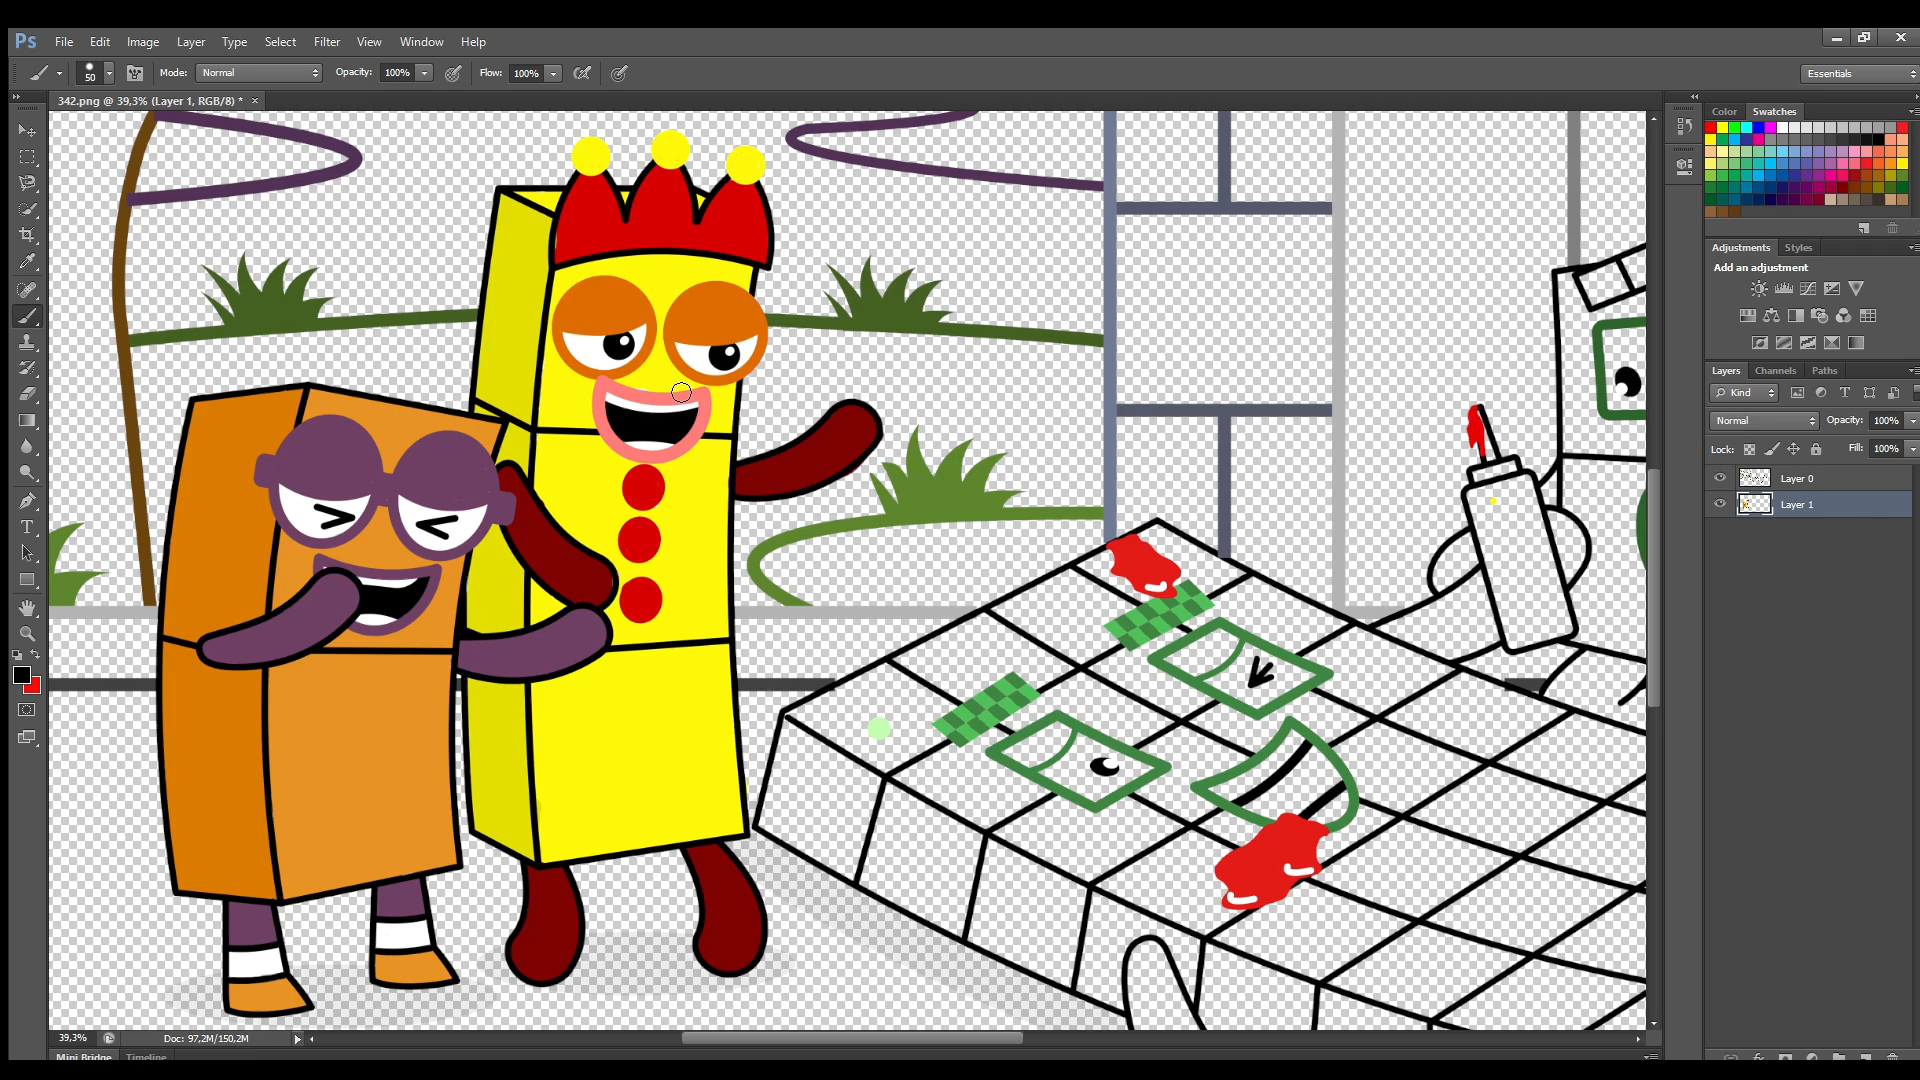 Ps File Edit Image Layer Type Select Filter View Window Help
50 Mode: Normal Opacity: 100% Flow: 100% Essentials
342.png @ 39,3% (Layer 1, RGB/8) * ×
Color Swatches
Adjustments Styles
Add an adjustment
Layers Channels Paths
Kind
Normal Opacity: 100%
Lock: Fill: 100%
Layer 0
Layer 1
39,3% Doc: 97,2M/150,2M
Mini Bridge Timeline